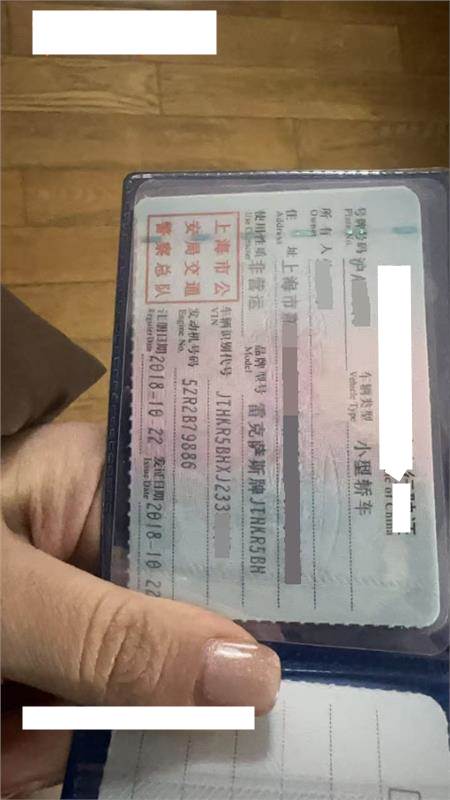 e of China
号牌号码 沪A 车辆类型 小型轿车
Plate No. Vehicle Type
所有人
Owner
住 址 上海市
Address
使用性质 非营运 品牌型号 雷克萨斯牌JTHKR5BH
Use Character Model
上海市公
安局交通
警察总队
车辆识别代号 JTHKR5BHXJ233
VIN
发动机号码 5ZR2B79886
Engine No.
注册日期 2018-10-22 发证日期 2018-10-22
Register Date Issue Date